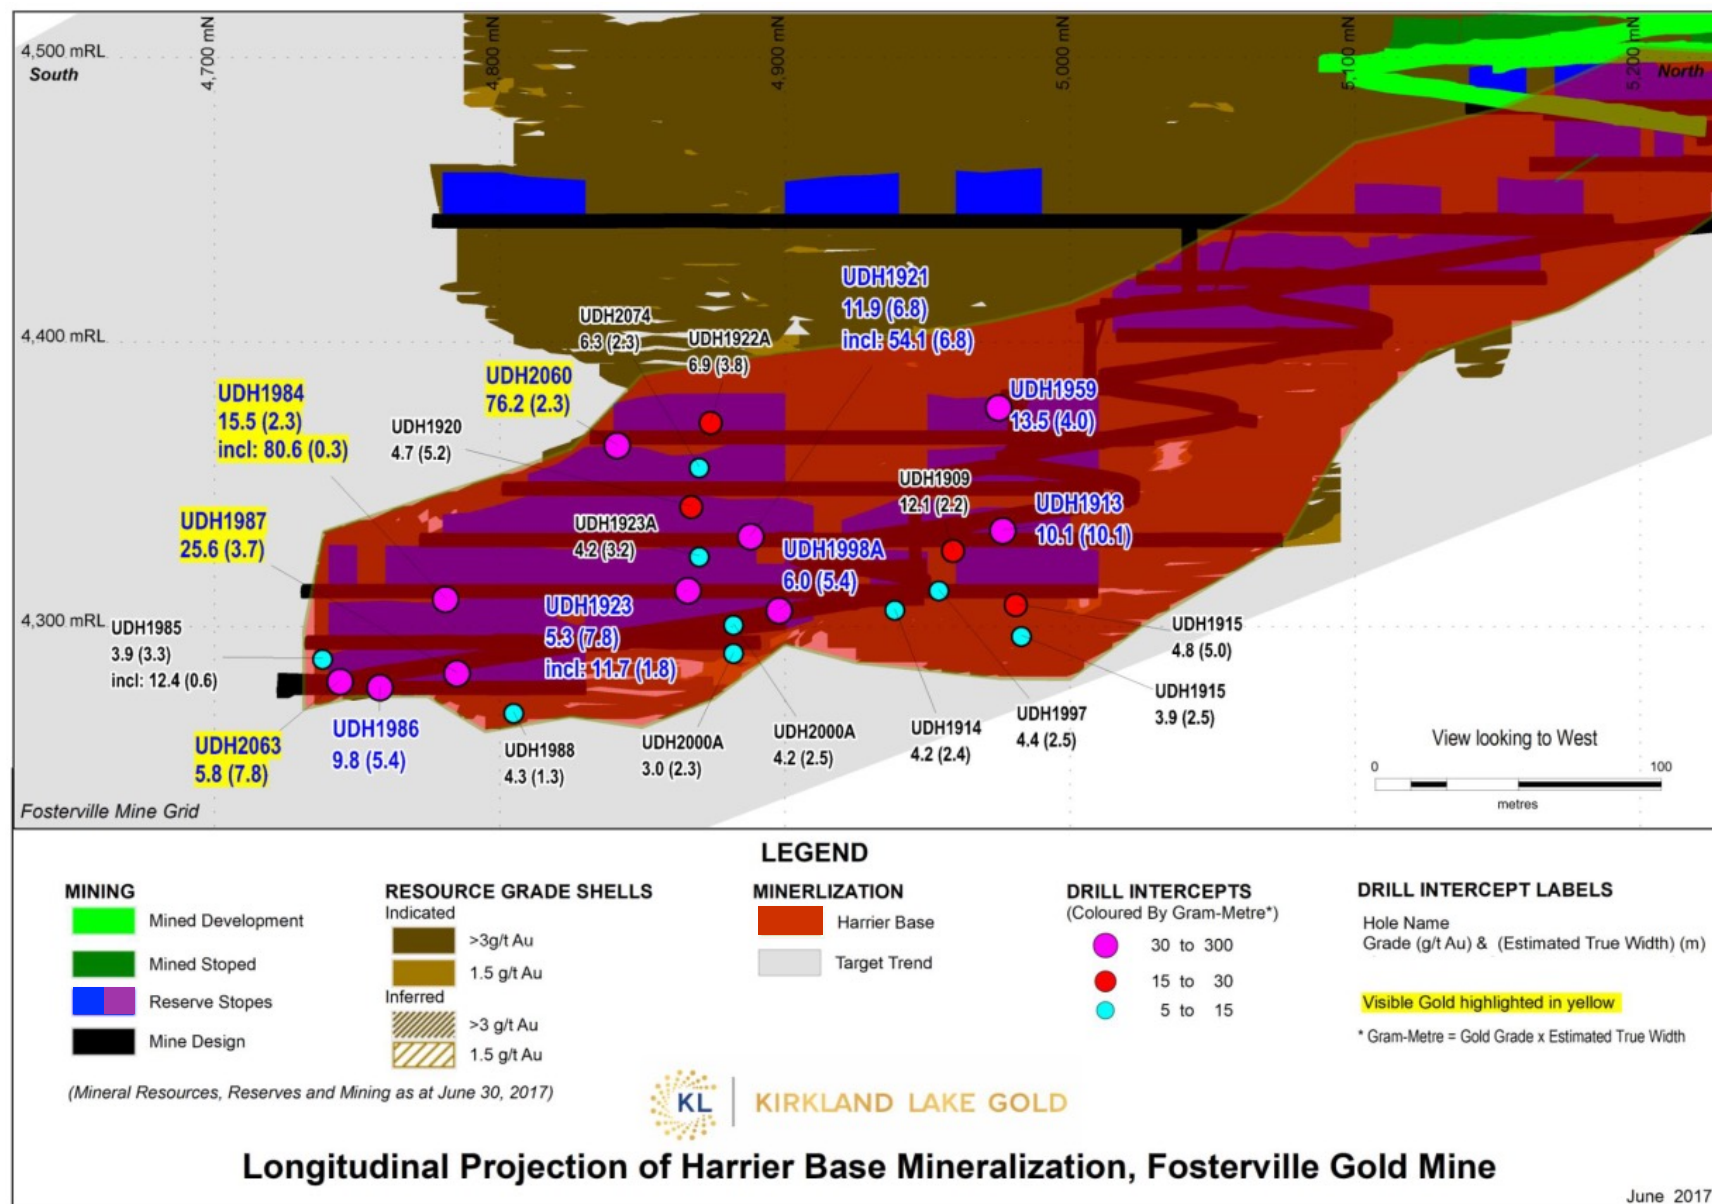 4,700 mN
4,800 mN
4,900 mN
5,000 mN
5,100 mN
5,200 mN
4,500 mRL
South
North
4,400 mRL
4,300 mRL
UDH1921
11.9 (6.8)
incl: 54.1 (6.8)
UDH2074
6.3 (2.3)
UDH1922A
6.9 (3.8)
UDH2060
76.2 (2.3)
UDH1984
15.5 (2.3)
incl: 80.6 (0.3)
UDH1959
13.5 (4.0)
UDH1920
4.7 (5.2)
UDH1909
12.1 (2.2)
UDH1913
10.1 (10.1)
UDH1987
25.6 (3.7)
UDH1923A
4.2 (3.2)
UDH1998A
6.0 (5.4)
UDH1923
5.3 (7.8)
incl: 11.7 (1.8)
UDH1985
3.9 (3.3)
incl: 12.4 (0.6)
UDH1915
4.8 (5.0)
UDH1915
3.9 (2.5)
UDH2063
5.8 (7.8)
UDH1986
9.8 (5.4)
UDH1988
4.3 (1.3)
UDH2000A
3.0 (2.3)
UDH2000A
4.2 (2.5)
UDH1914
4.2 (2.4)
UDH1997
4.4 (2.5)
View looking to West
0 100
metres
Fosterville Mine Grid
LEGEND
MINING
Mined Development
Mined Stoped
Reserve Stopes
Mine Design
RESOURCE GRADE SHELLS
Indicated
>3g/t Au
1.5 g/t Au
Inferred
>3 g/t Au
1.5 g/t Au
MINERLIZATION
Harrier Base
Target Trend
DRILL INTERCEPTS
(Coloured By Gram-Metre*)
30 to 300
15 to 30
5 to 15
DRILL INTERCEPT LABELS
Hole Name
Grade (g/t Au) & (Estimated True Width) (m)
Visible Gold highlighted in yellow
* Gram-Metre = Gold Grade x Estimated True Width
(Mineral Resources, Reserves and Mining as at June 30, 2017)
KL KIRKLAND LAKE GOLD
Longitudinal Projection of Harrier Base Mineralization, Fosterville Gold Mine
June 2017